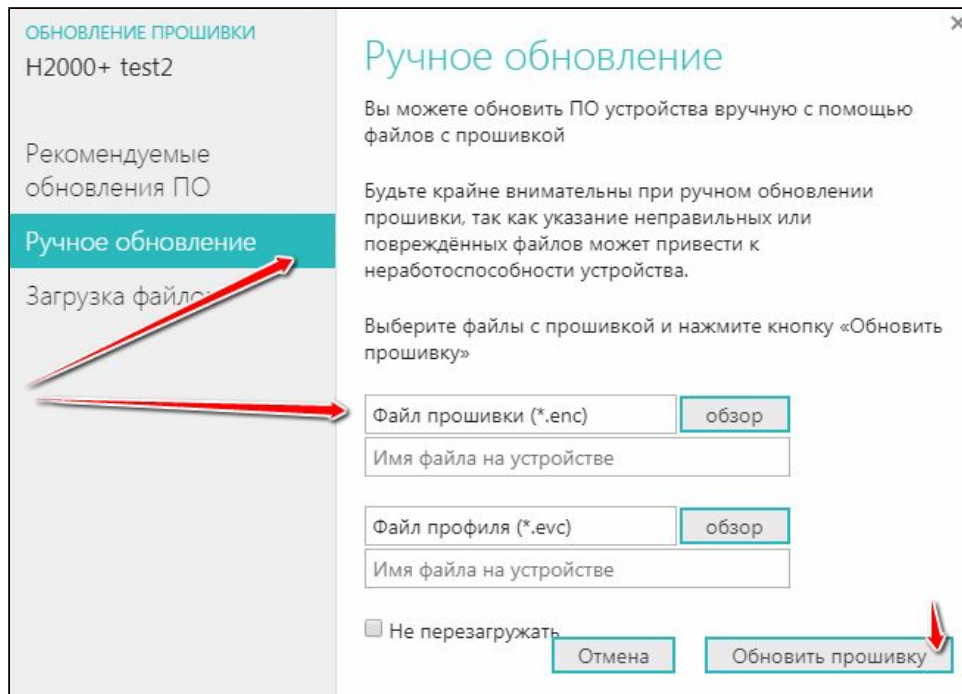 ОБНОВЛЕНИЕ ПРОШИВКИ
H2000+ test2
Рекомендуемые
обновления ПО
Ручное обновление
Загрузка
Ручное обновление
Вы можете обновить ПО устройства вручную с помощью
файлов с прошивкой
Будьте крайне внимательны при ручном обновлении
прошивки, так как указание неправильных или
повреждённых файлов может привести к
неработоспособности устройства.
Выберите файлы с прошивкой и нажмите кнопку «Обновить
прошивку»
Файл прошивки (*.enc)
обзор
Имя файла на устройстве
Файл профиля (*.evc)
обзор
Имя файла на устройстве
Не перезагружать
Отмена
Обновить прошивку